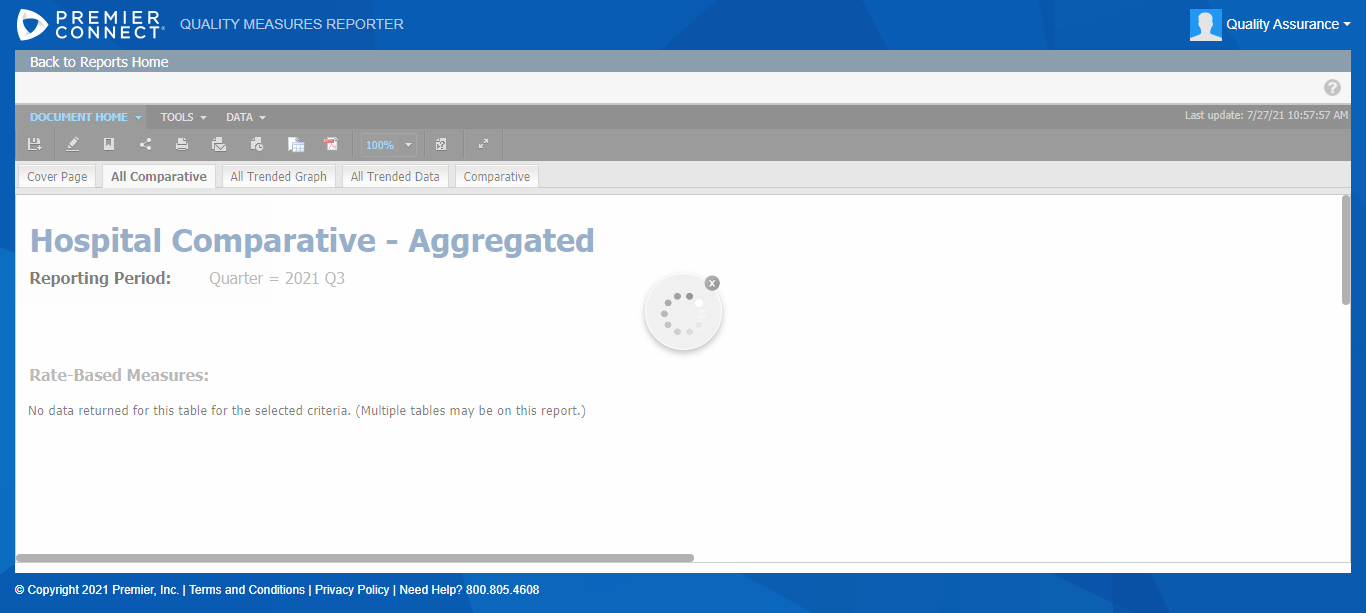 PREMIER CONNECT® QUALITY MEASURES REPORTER
Quality Assurance
Back to Reports Home
?
DOCUMENT HOME TOOLS DATA Last update: 7/27/21 10:57:57 AM
100%
Cover Page All Comparative All Trended Graph All Trended Data Comparative
Hospital Comparative - Aggregated
Reporting Period: Quarter = 2021 Q3
x
Rate-Based Measures:
No data returned for this table for the selected criteria. (Multiple tables may be on this report.)
© Copyright 2021 Premier, Inc. | Terms and Conditions | Privacy Policy | Need Help? 800.805.4608